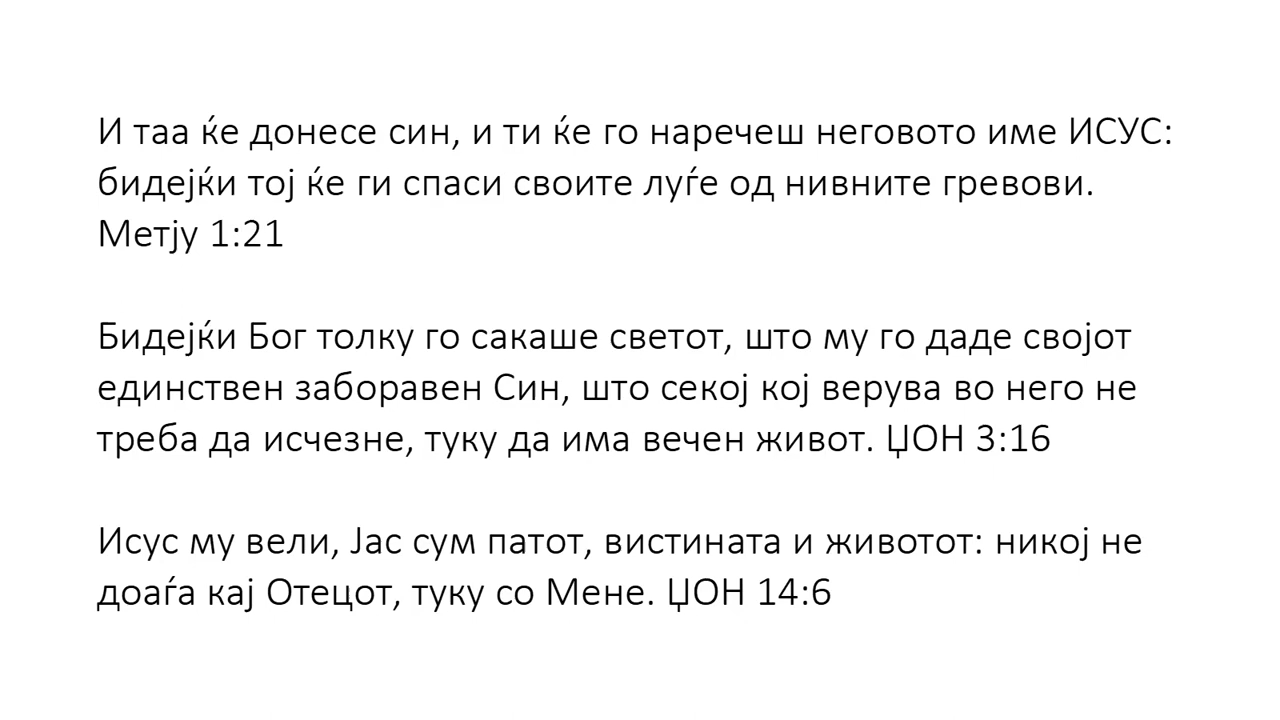 И таа ќе донесе син, и ти ќе го наречеш неговото име ИСУС:
бидејќи тој ќе ги спаси своите луѓе од нивните гревови.
Метју 1:21
Бидејќи Бог толку го сакаше светот, што му го даде својот
единствен заборавен Син, што секој кој верува во него не
треба да исчезне, туку да има вечен живот. ЏОН 3:16
Исус му вели, Јас сум патот, вистината и животот: никој не
доаѓа кај Отецот, туку со Мене. ЏОН 14:6